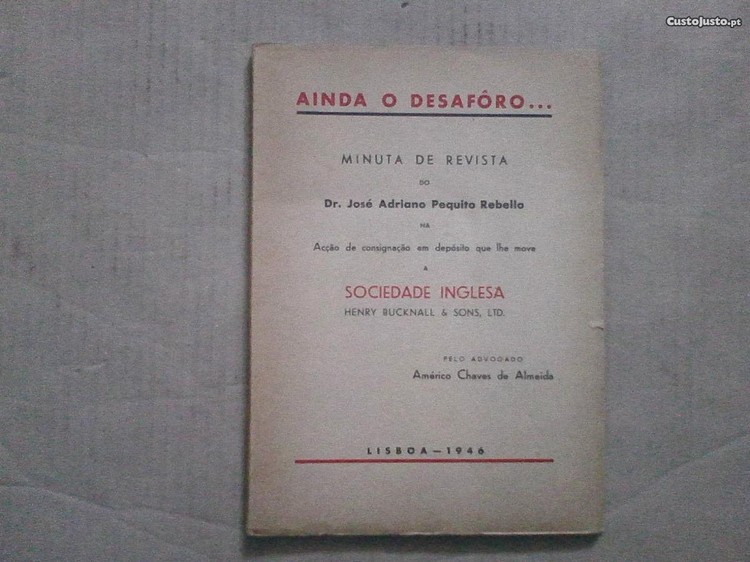 CustoJusto.pt
AINDA O DESAFÔRO...
MINUTA DE REVISTA
DO
Dr. José Adriano Pequito Rebello
NA
Acção de consignação em depósito que lhe move
A
SOCIEDADE INGLESA
HENRY BUCKNALL & SONS, LTD.
PELO ADVOGADO
Américo Chaves de Almeida
LISBOA — 1946